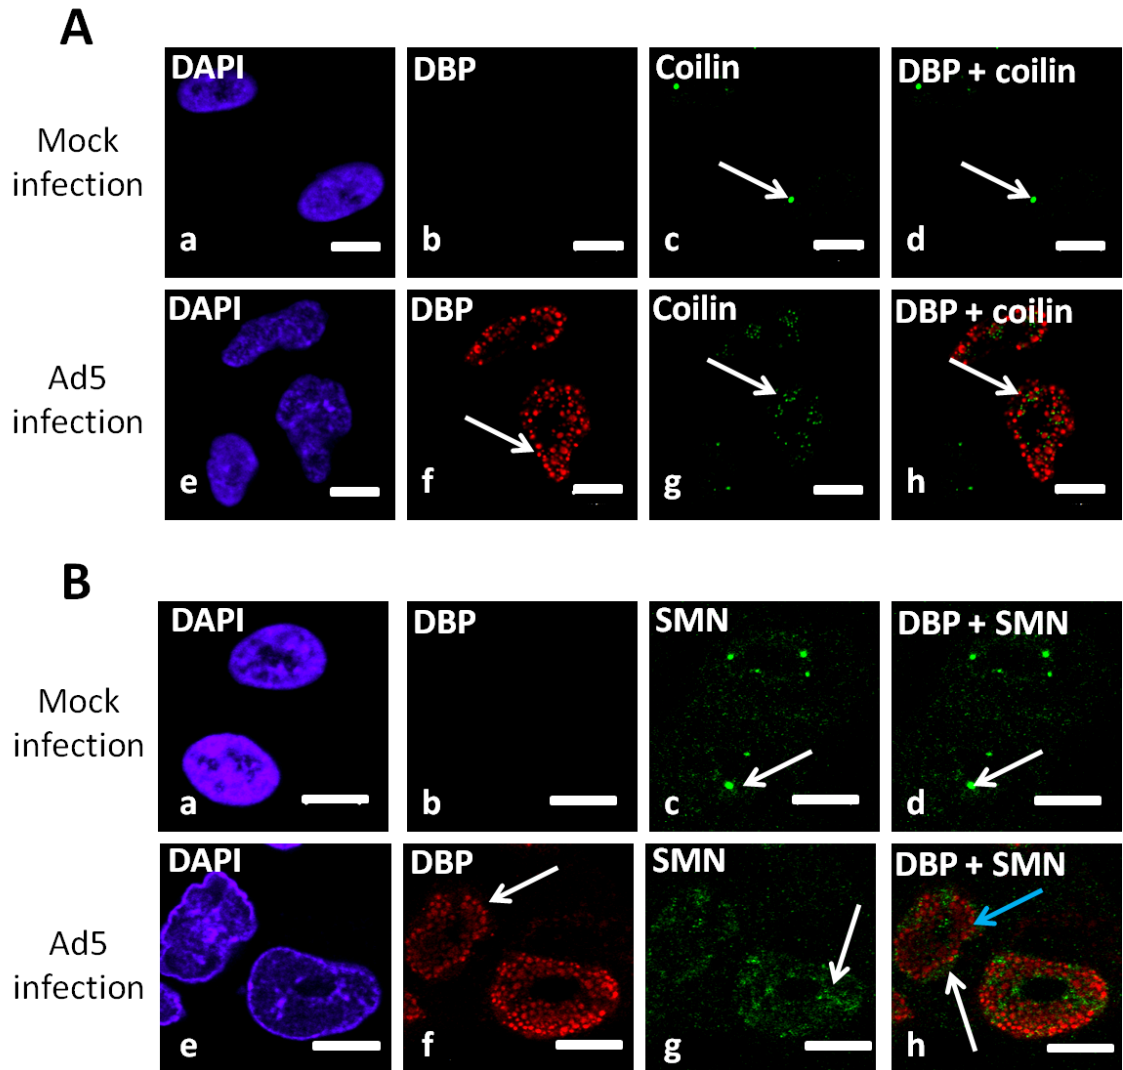 A
DAPI
DBP
Coilin
DBP + coilin
Mock
infection
a
b
c
d
DAPI
DBP
Coilin
DBP + coilin
Ad5
infection
e
f
g
h
B
DAPI
DBP
SMN
DBP + SMN
Mock
infection
a
b
c
d
DAPI
DBP
SMN
DBP + SMN
Ad5
infection
e
f
g
h